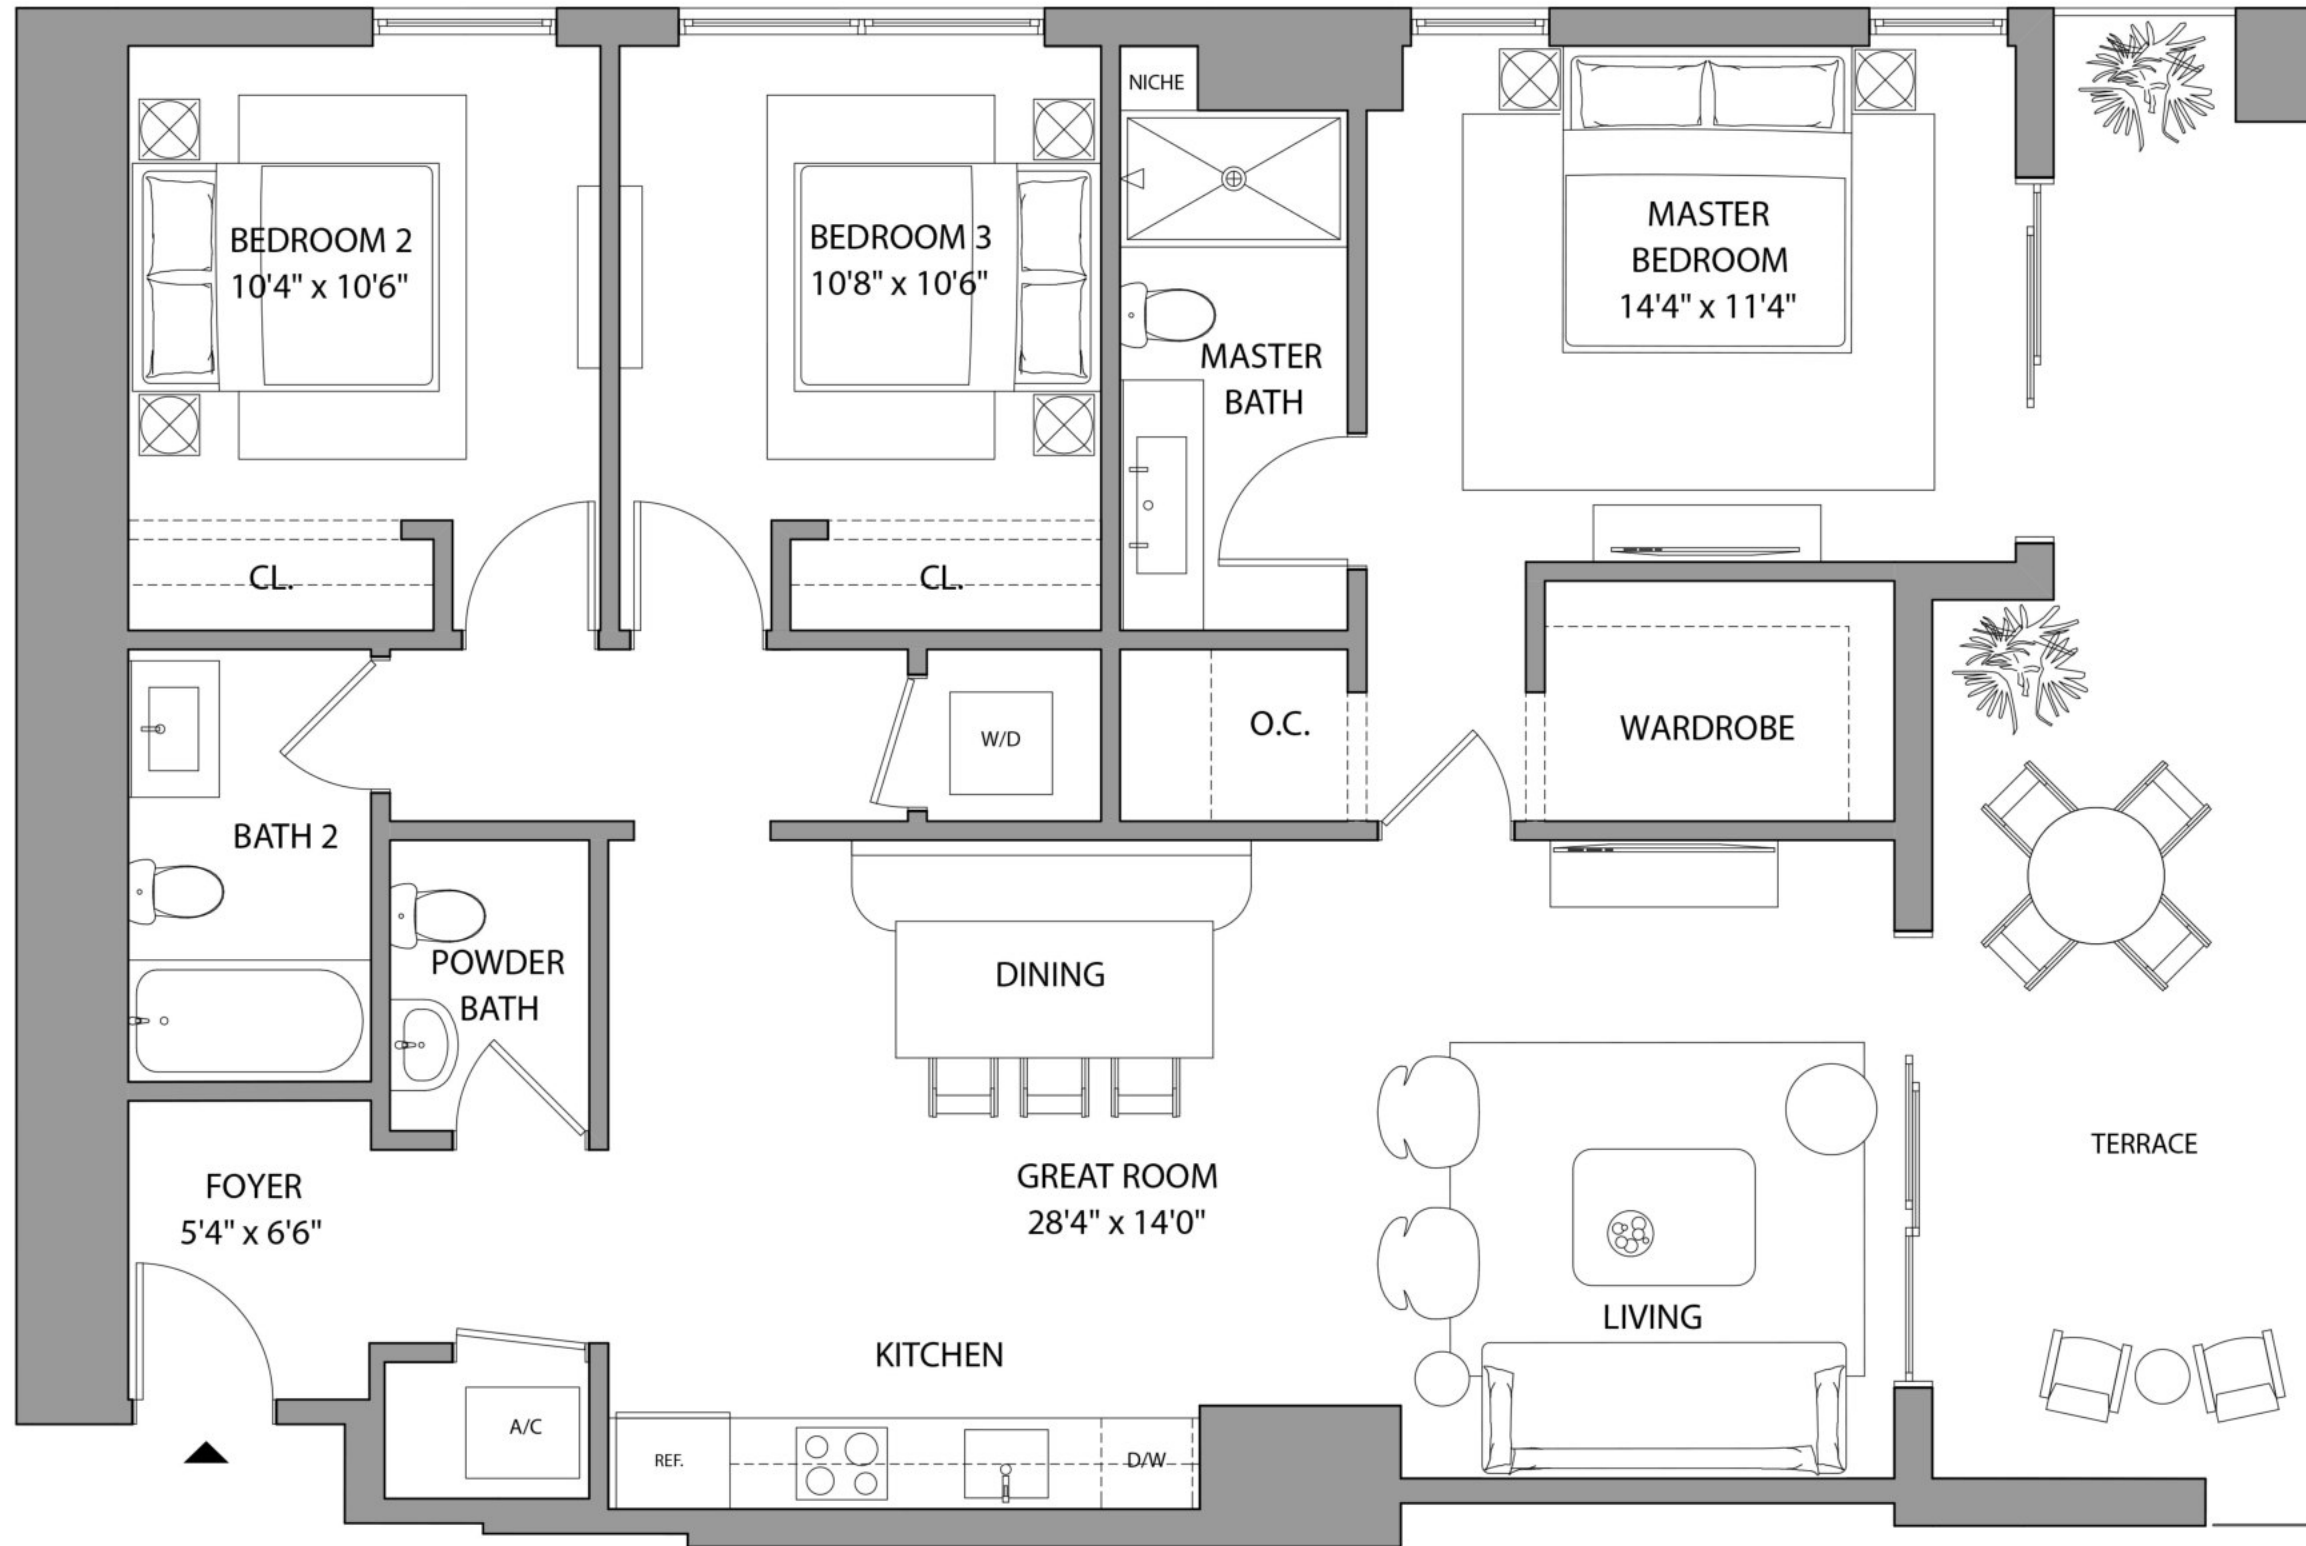 NICHE
BEDROOM 2
10'4" x 10'6"
BEDROOM 3
10'8" x 10'6"
MASTER
BEDROOM
14'4" x 11'4"
MASTER
BATH
CL.
CL.
W/D
O.C.
WARDROBE
BATH 2
POWDER
BATH
DINING
TERRACE
FOYER
5'4" x 6'6"
GREAT ROOM
28'4" x 14'0"
LIVING
KITCHEN
A/C
REF.
D/W